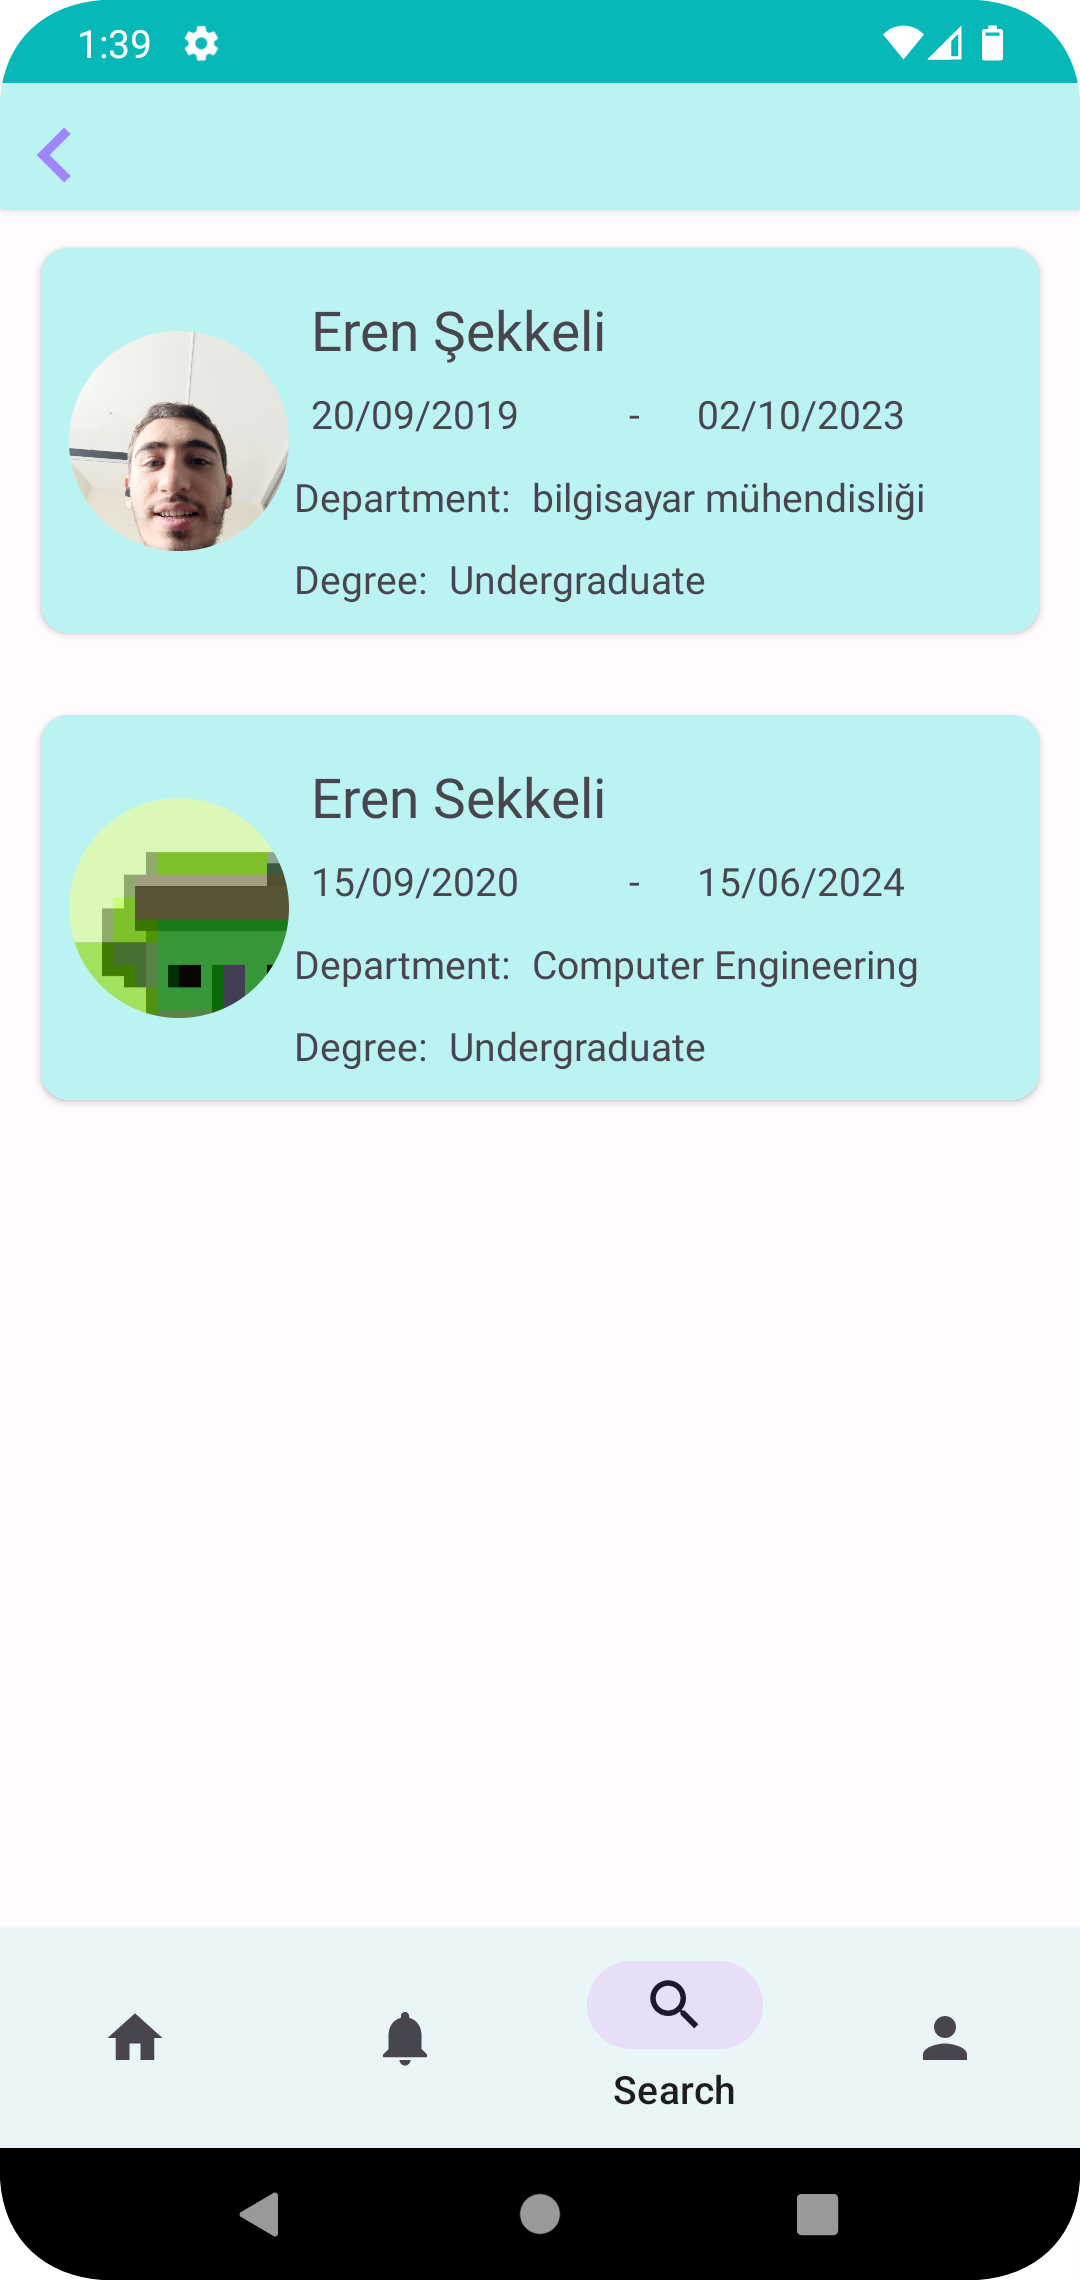 1:39
Eren Şekkeli
20/09/2019 - 02/10/2023
Department: bilgisayar mühendisliği
Degree: Undergraduate
Eren Sekkeli
15/09/2020 - 15/06/2024
Department: Computer Engineering
Degree: Undergraduate
Search